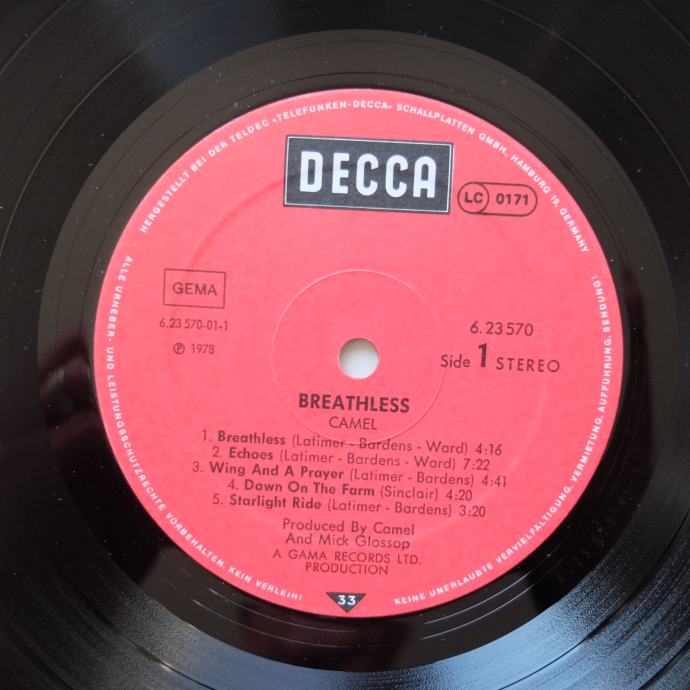 HERGESTELLT BEI DER TELDEC »TELEFUNKEN-DECCA« SCHALLPLATTEN GMBH, HAMBURG 19, GERMANY
DECCA
LC 0171
GEMA
6.23 570-01-1
Ⓟ 1978
6.23570
Side 1 STEREO
BREATHLESS
CAMEL
1. Breathless (Latimer - Bardens - Ward) 4:16
2. Echoes (Latimer - Bardens - Ward) 7:22
3. Wing And A Prayer (Latimer - Bardens) 4:41
4. Down On The Farm (Sinclair) 4:20
5. Starlight Ride (Latimer - Bardens) 3:20
Produced By Camel
And Mick Glossop
A GAMA RECORDS LTD.
PRODUCTION
33
ALLE URHEBER- UND LEISTUNGSSCHUTZRECHTE VORBEHALTEN. KEIN VERLEIH!
KEINE UNERLAUBTE VERVIELFÄLTIGUNG, VERMIETUNG, AUFFÜHRUNG, SENDUNG!